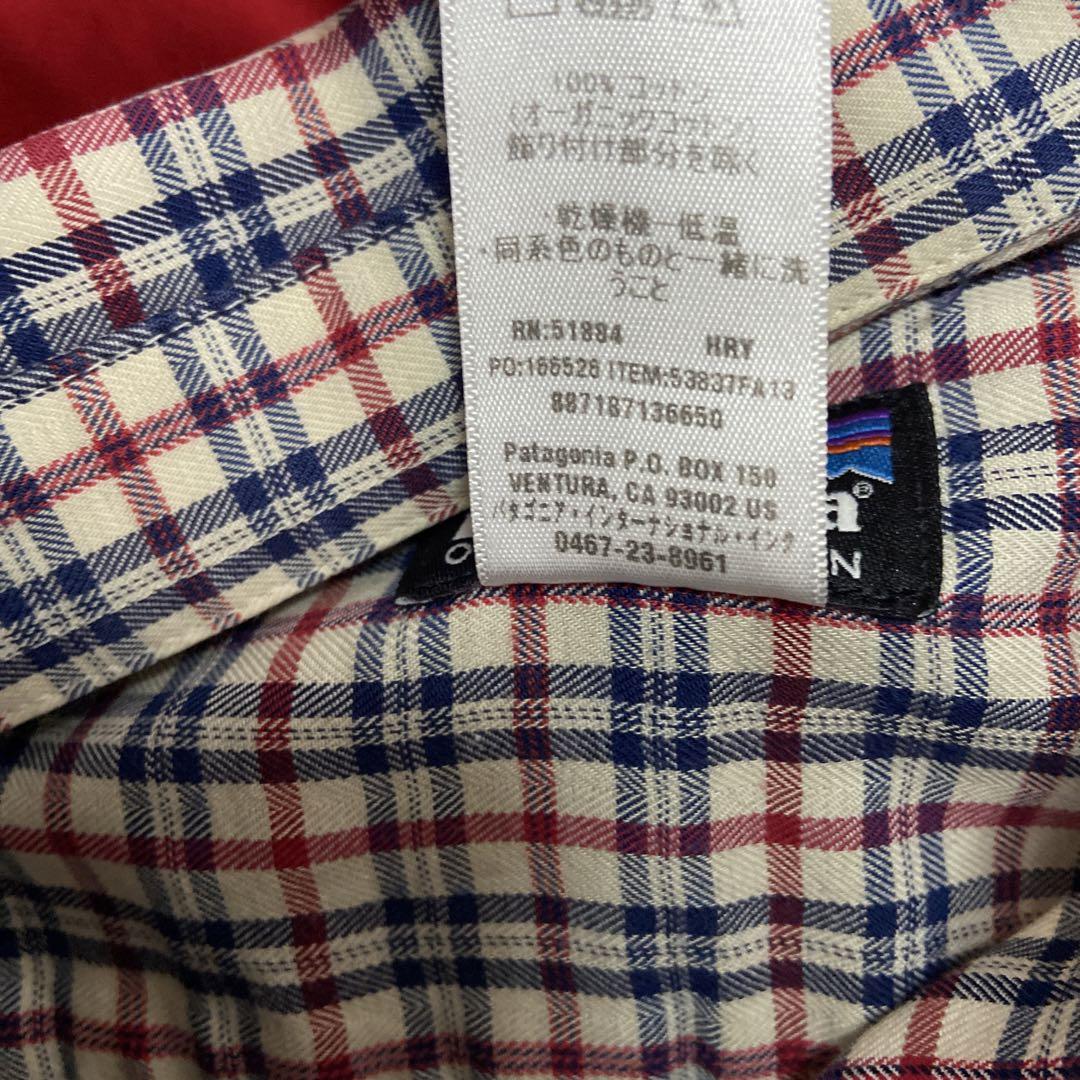 100% コットン
(オーガニックコットン)
飾り付け部分を除く
乾燥機―低温
・同系色のものと一緒に洗
うこと
RN:51884 HRY
PO:166528 ITEM:53837FA13
887187136650
Patagonia P.O. BOX 150
VENTURA, CA 93002 US
パタゴニア・インターナショナル・インク
0467-23-8961
a®
O
N